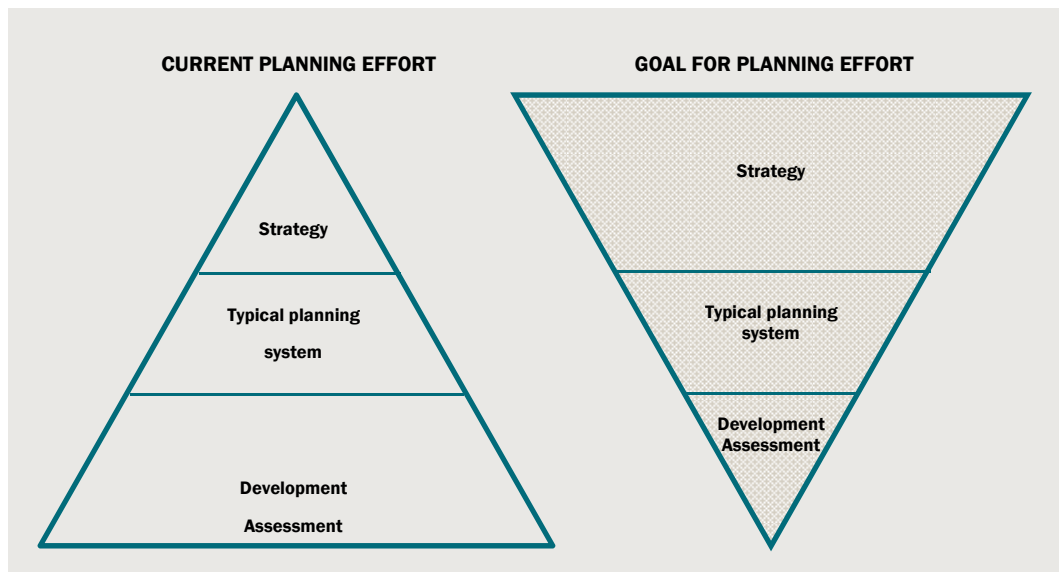 CURRENT PLANNING EFFORT
Strategy
Typical planning
system
Development
Assessment
GOAL FOR PLANNING EFFORT
Strategy
Typical planning
system
Development
Assessment